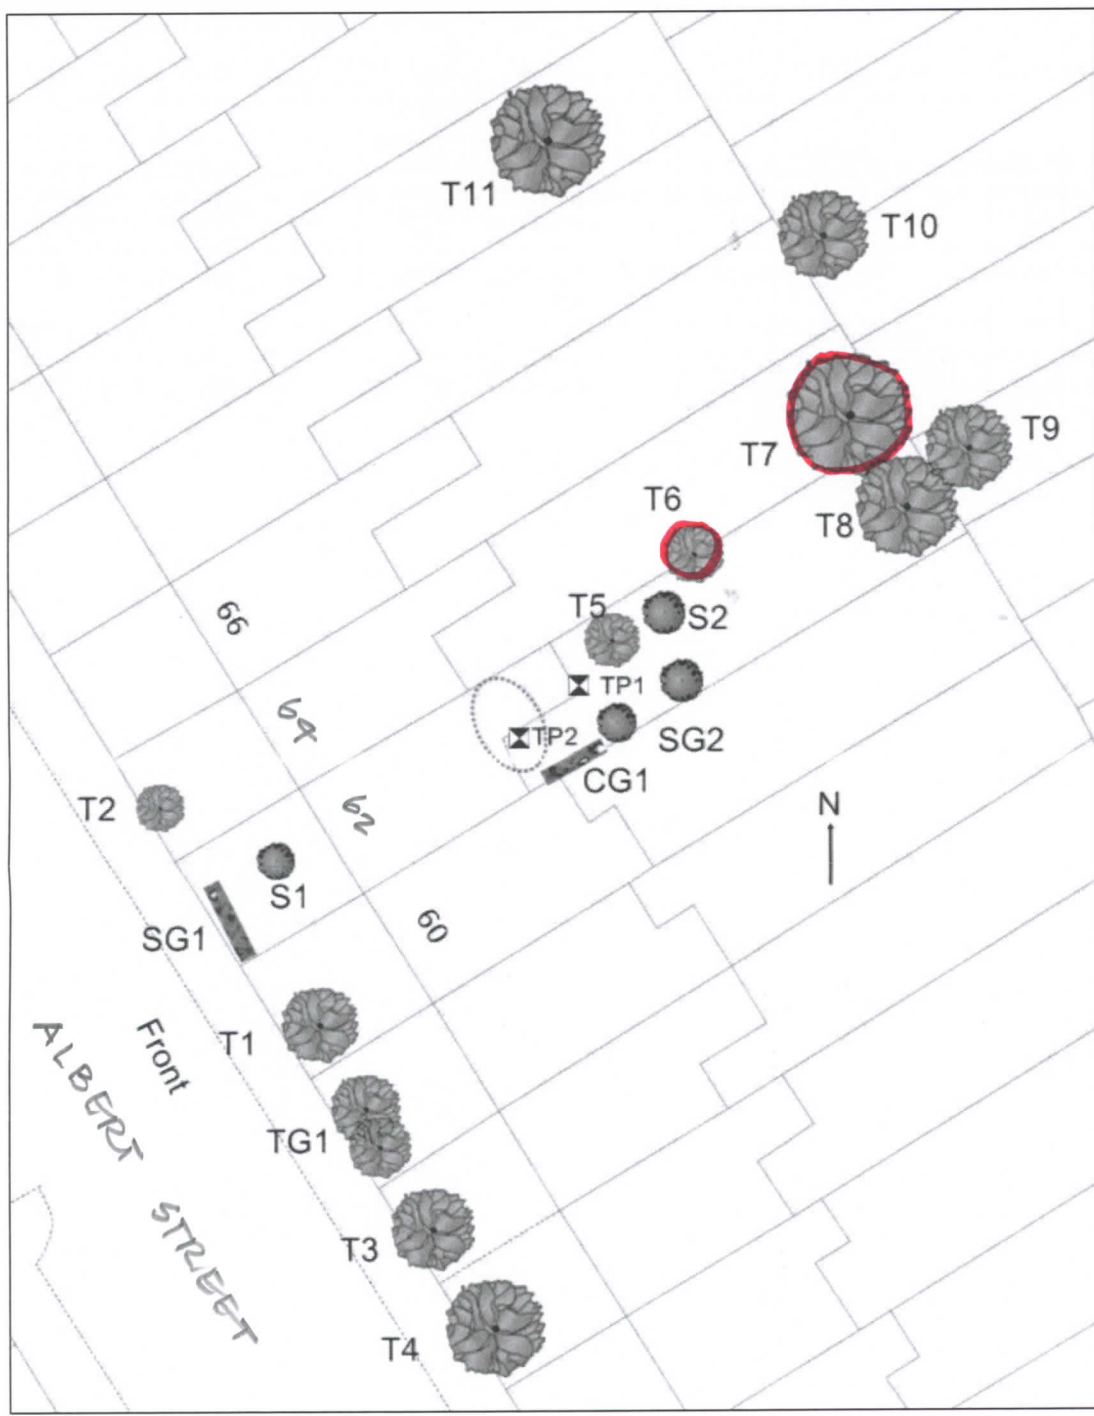 T11
T10
T9
T7
T8
T6
T5
S2
66
TP1
64
TP2
SG2
CG1
T2
62
N
S1
60
SG1
T1
Front
ALBERT STREET
TG1
T3
T4